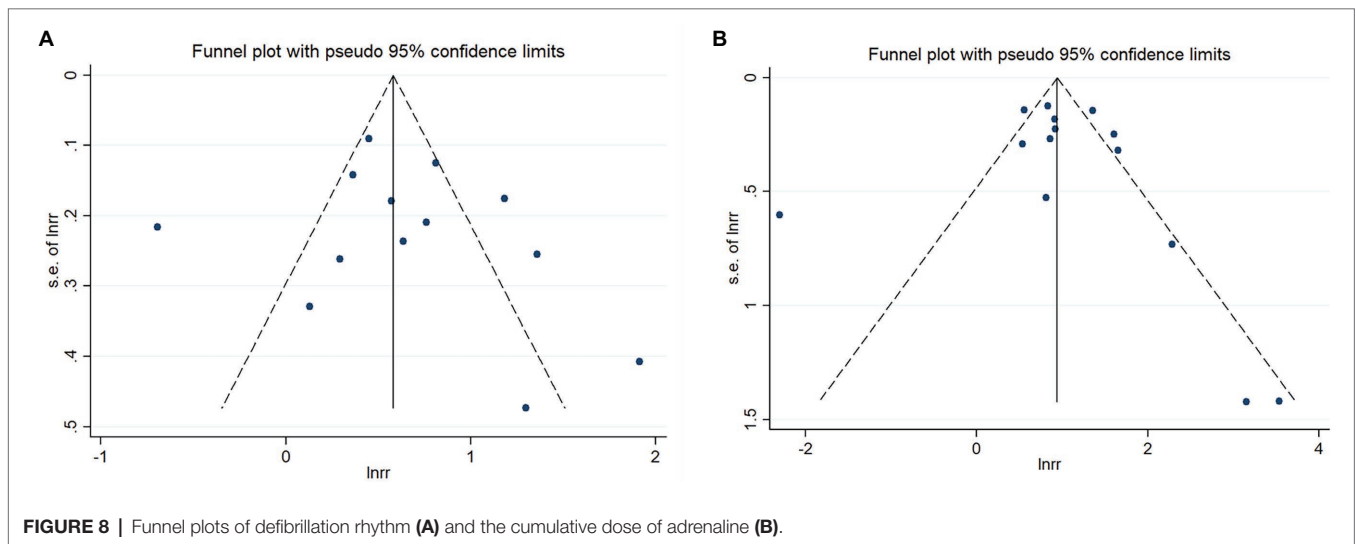 A
Funnel plot with pseudo 95% confidence limits
0
.1
.2
.3
.4
.5
s.e. of lnrr
-1
0
1
2
lnrr
B
Funnel plot with pseudo 95% confidence limits
0
.5
1
1.5
s.e. of lnrr
-2
0
2
4
lnrr
FIGURE 8 | Funnel plots of defibrillation rhythm (A) and the cumulative dose of adrenaline (B).